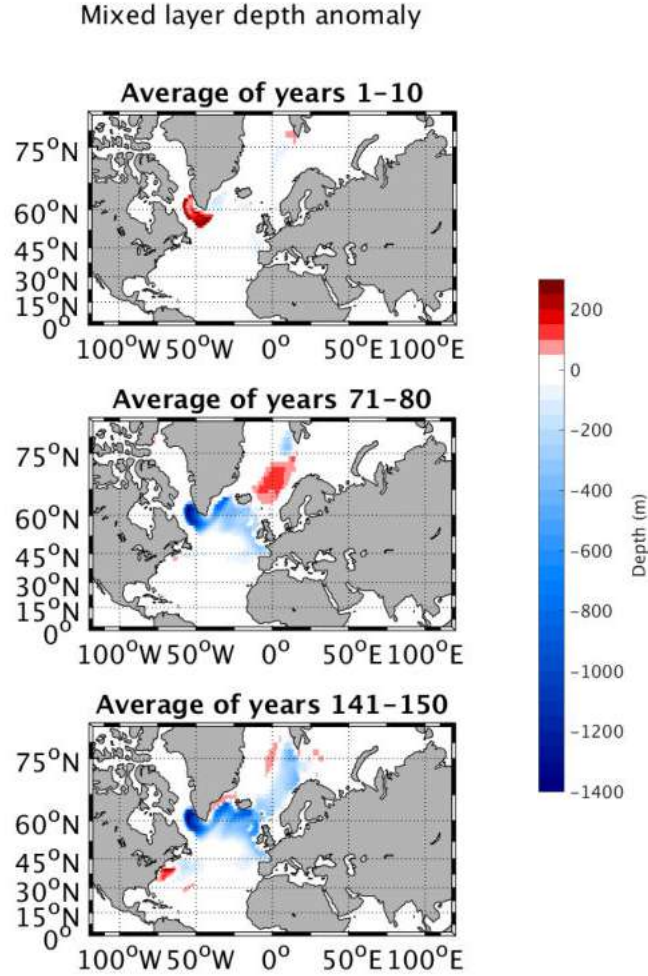 Mixed layer depth anomaly
Average of years 1–10
75°N
60°N
45°N
30°N
15°N
0°
100°W 50°W 0° 50°E 100°E
Average of years 71–80
75°N
60°N
45°N
30°N
15°N
0°
100°W 50°W 0° 50°E 100°E
Average of years 141–150
75°N
60°N
45°N
30°N
15°N
0°
100°W 50°W 0° 50°E 100°E
200
0
−200
−400
−600
−800
−1000
−1200
−1400
Depth (m)